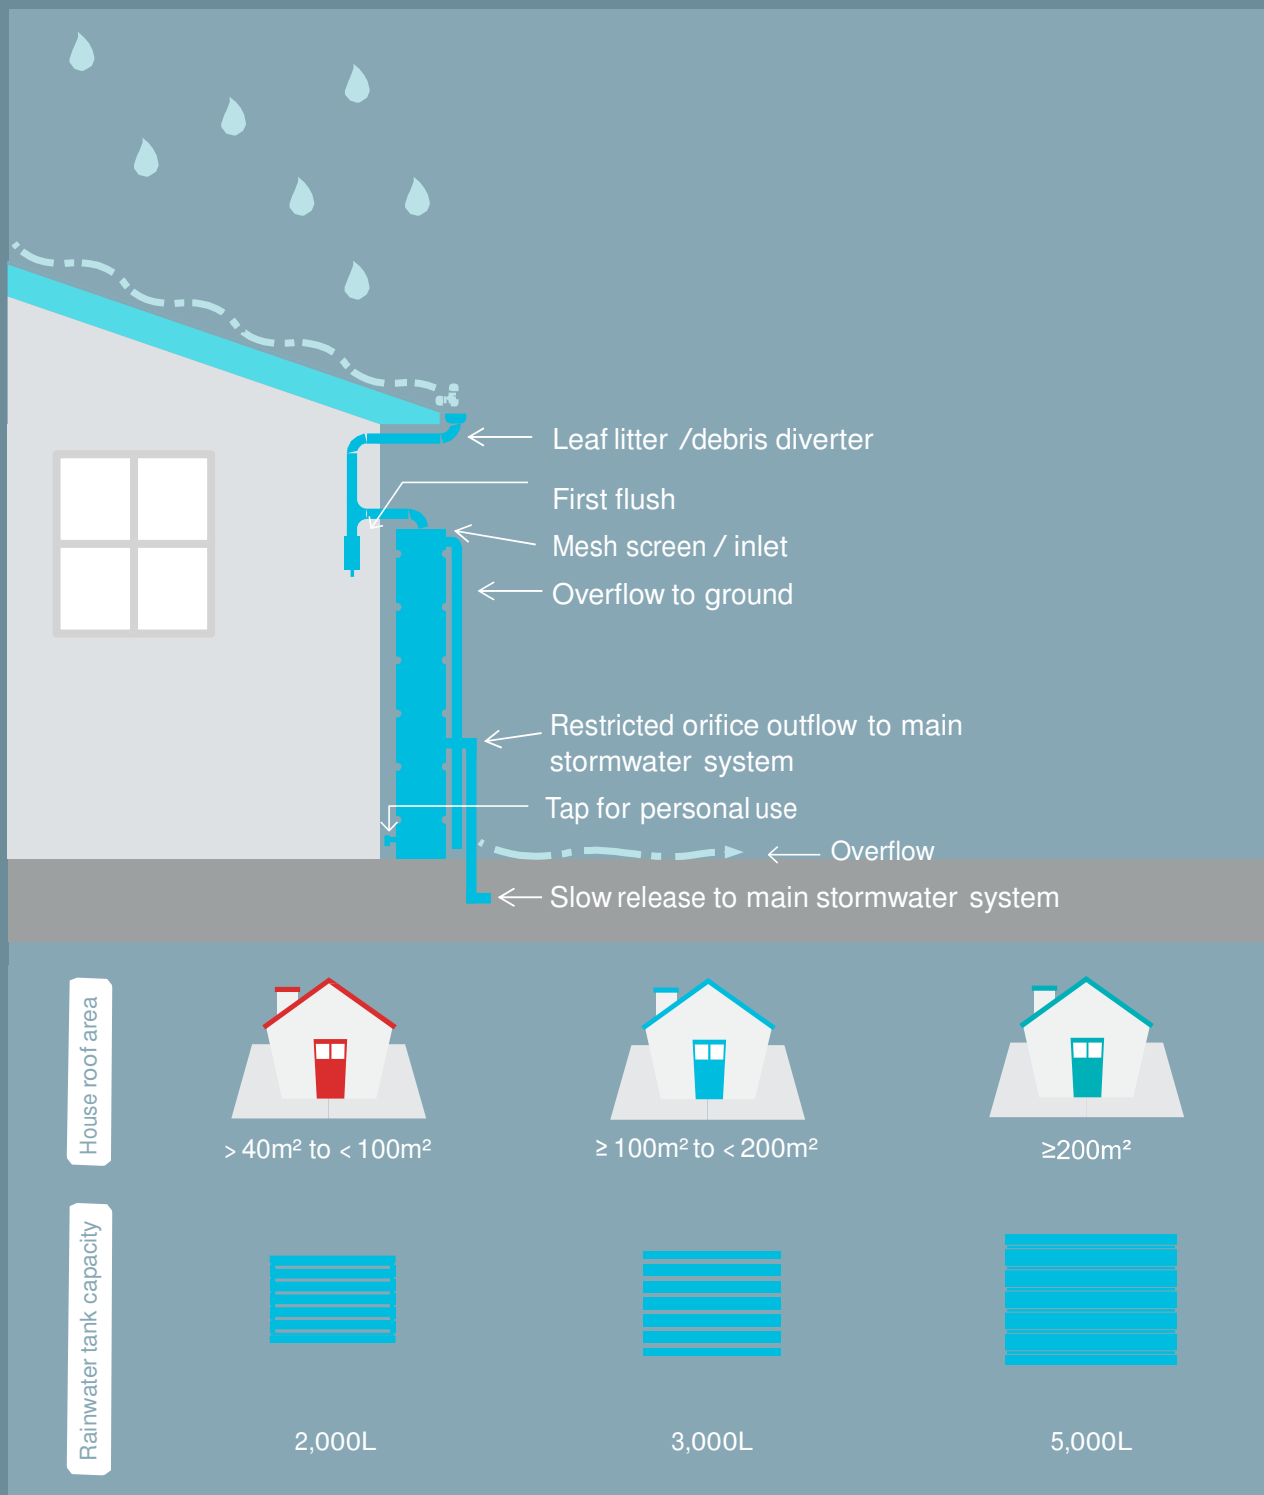 Leaf litter /debris diverter
First flush
Mesh screen / inlet
Overflow to ground
Restricted orifice outflow to main
stormwater system
Tap for personal use
Overflow
Slow release to main stormwater system
House roof area
> 40m² to < 100m²
≥ 100m² to < 200m²
≥200m²
Rainwater tank capacity
2,000L
3,000L
5,000L